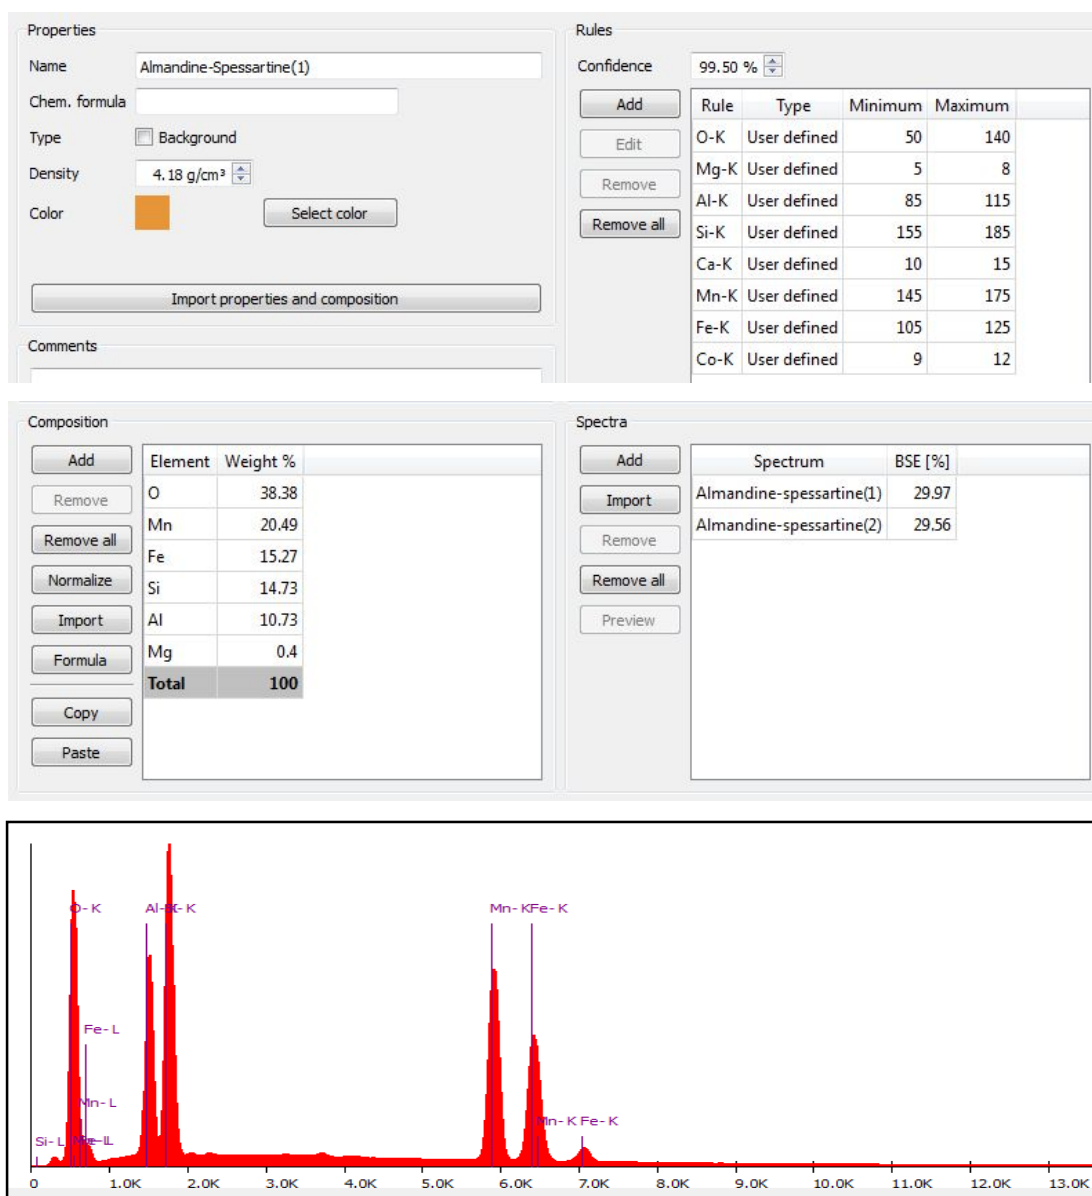 Properties
Name Almandine-Spessartine(1)
Chem. formula
Type Background
Density 4.18 g/cm³
Color Select color
Import properties and composition
Comments
Rules
Confidence 99.50 %
Add
Edit
Remove
Remove all
Rule Type Minimum Maximum
O-K User defined 50 140
Mg-K User defined 5 8
Al-K User defined 85 115
Si-K User defined 155 185
Ca-K User defined 10 15
Mn-K User defined 145 175
Fe-K User defined 105 125
Co-K User defined 9 12
Composition
Add
Remove
Remove all
Normalize
Import
Formula
Copy
Paste
Element Weight %
O 38.38
Mn 20.49
Fe 15.27
Si 14.73
Al 10.73
Mg 0.4
Total 100
Spectra
Add
Import
Remove
Remove all
Preview
Spectrum BSE [%]
Almandine-spessartine(1) 29.97
Almandine-spessartine(2) 29.56
O-K Mn-K Fe-K
Fe-L
Mn-L
Mn-K Fe-K
Si-L
0 1.0K 2.0K 3.0K 4.0K 5.0K 6.0K 7.0K 8.0K 9.0K 10.0K 11.0K 12.0K 13.0K